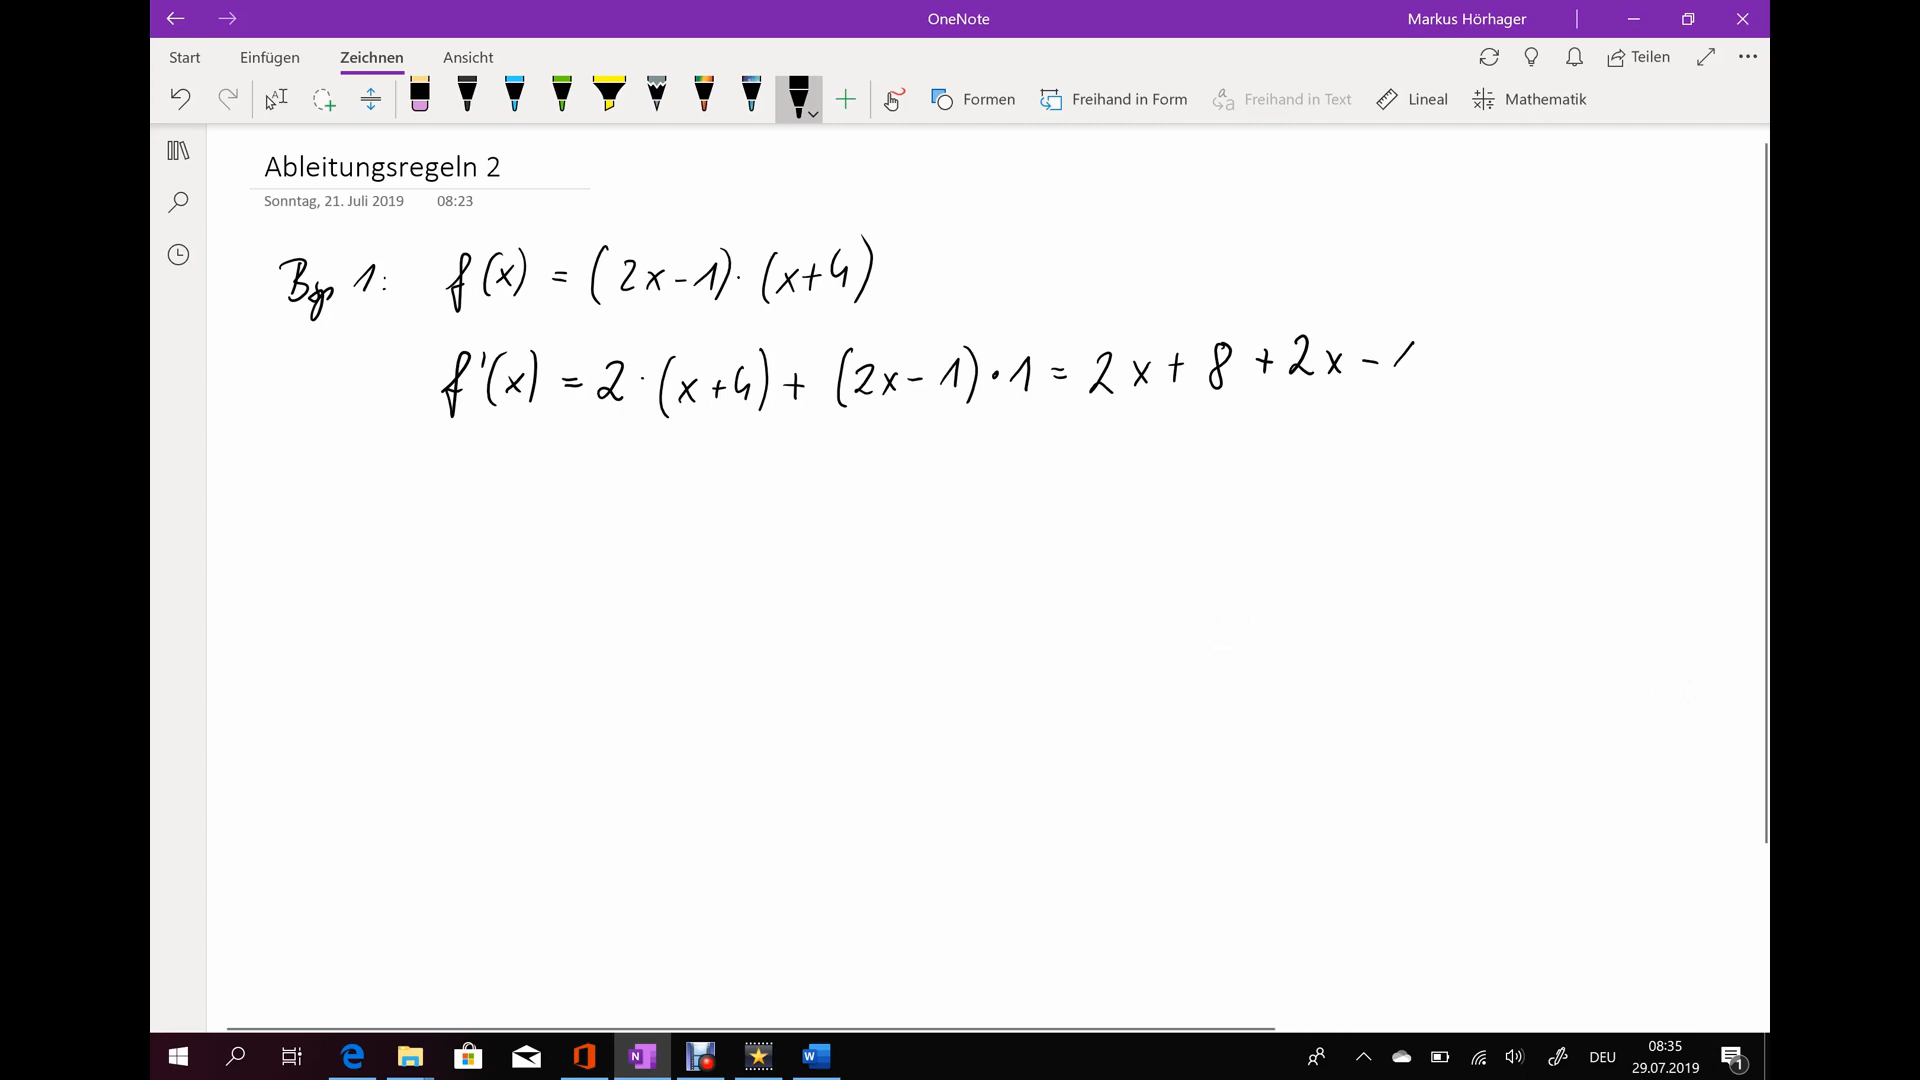 OneNote
Markus Hörhager
Start Einfügen Zeichnen Ansicht
Teilen
Formen Freihand in Form Freihand in Text Lineal Mathematik
Ableitungsregeln 2
Sonntag, 21. Juli 2019 08:23
Bsp 1: f(x) = (2x-1)·(x+4)
f'(x) = 2·(x+4) + (2x-1)·1 = 2x + 8 + 2x - 1
DEU
08:35
29.07.2019
1